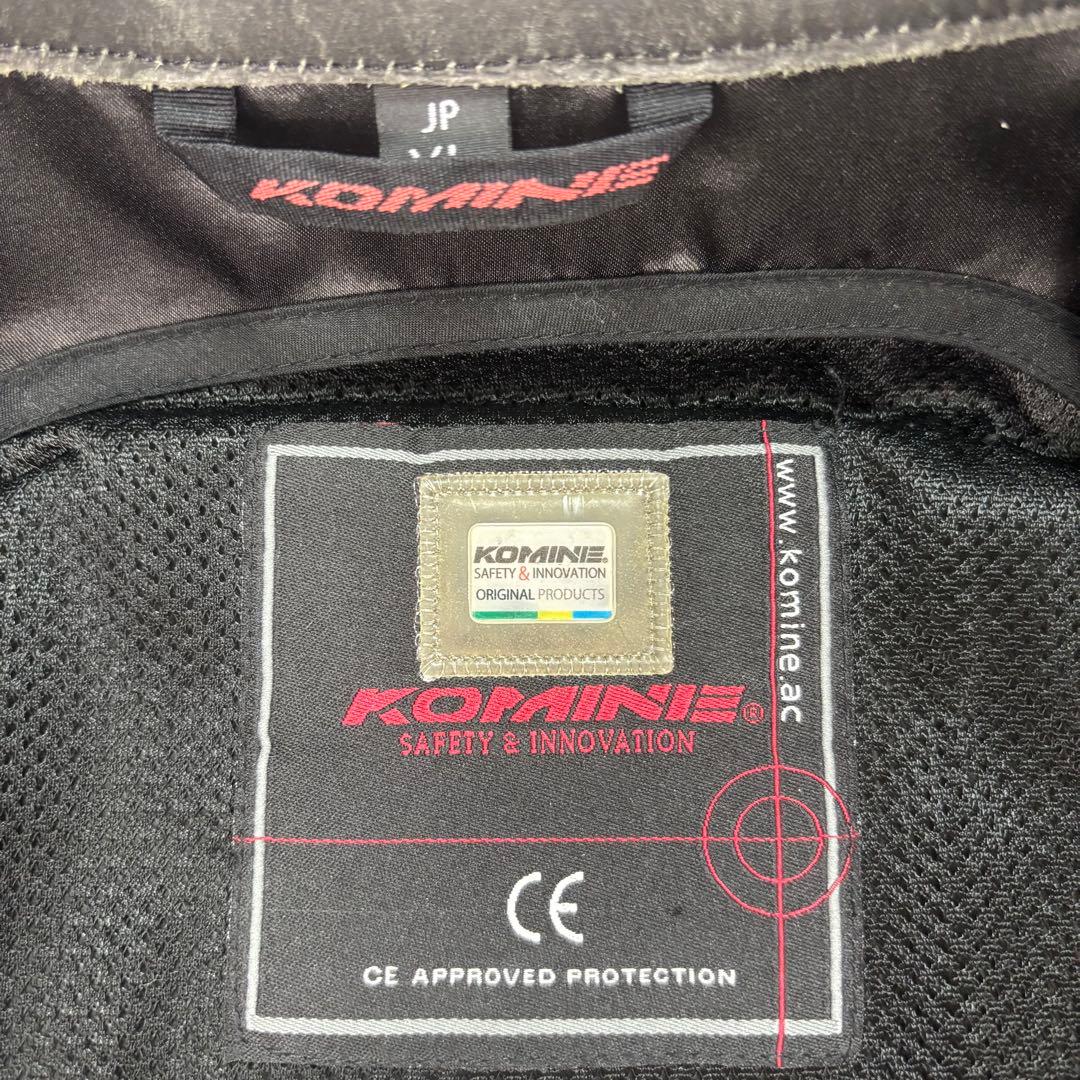 JP
KOMINE
KOMINE®
SAFETY & INNOVATION
ORIGINAL PRODUCTS
www.komine.ac
KOMINE®
SAFETY & INNOVATION
CE
CE APPROVED PROTECTION